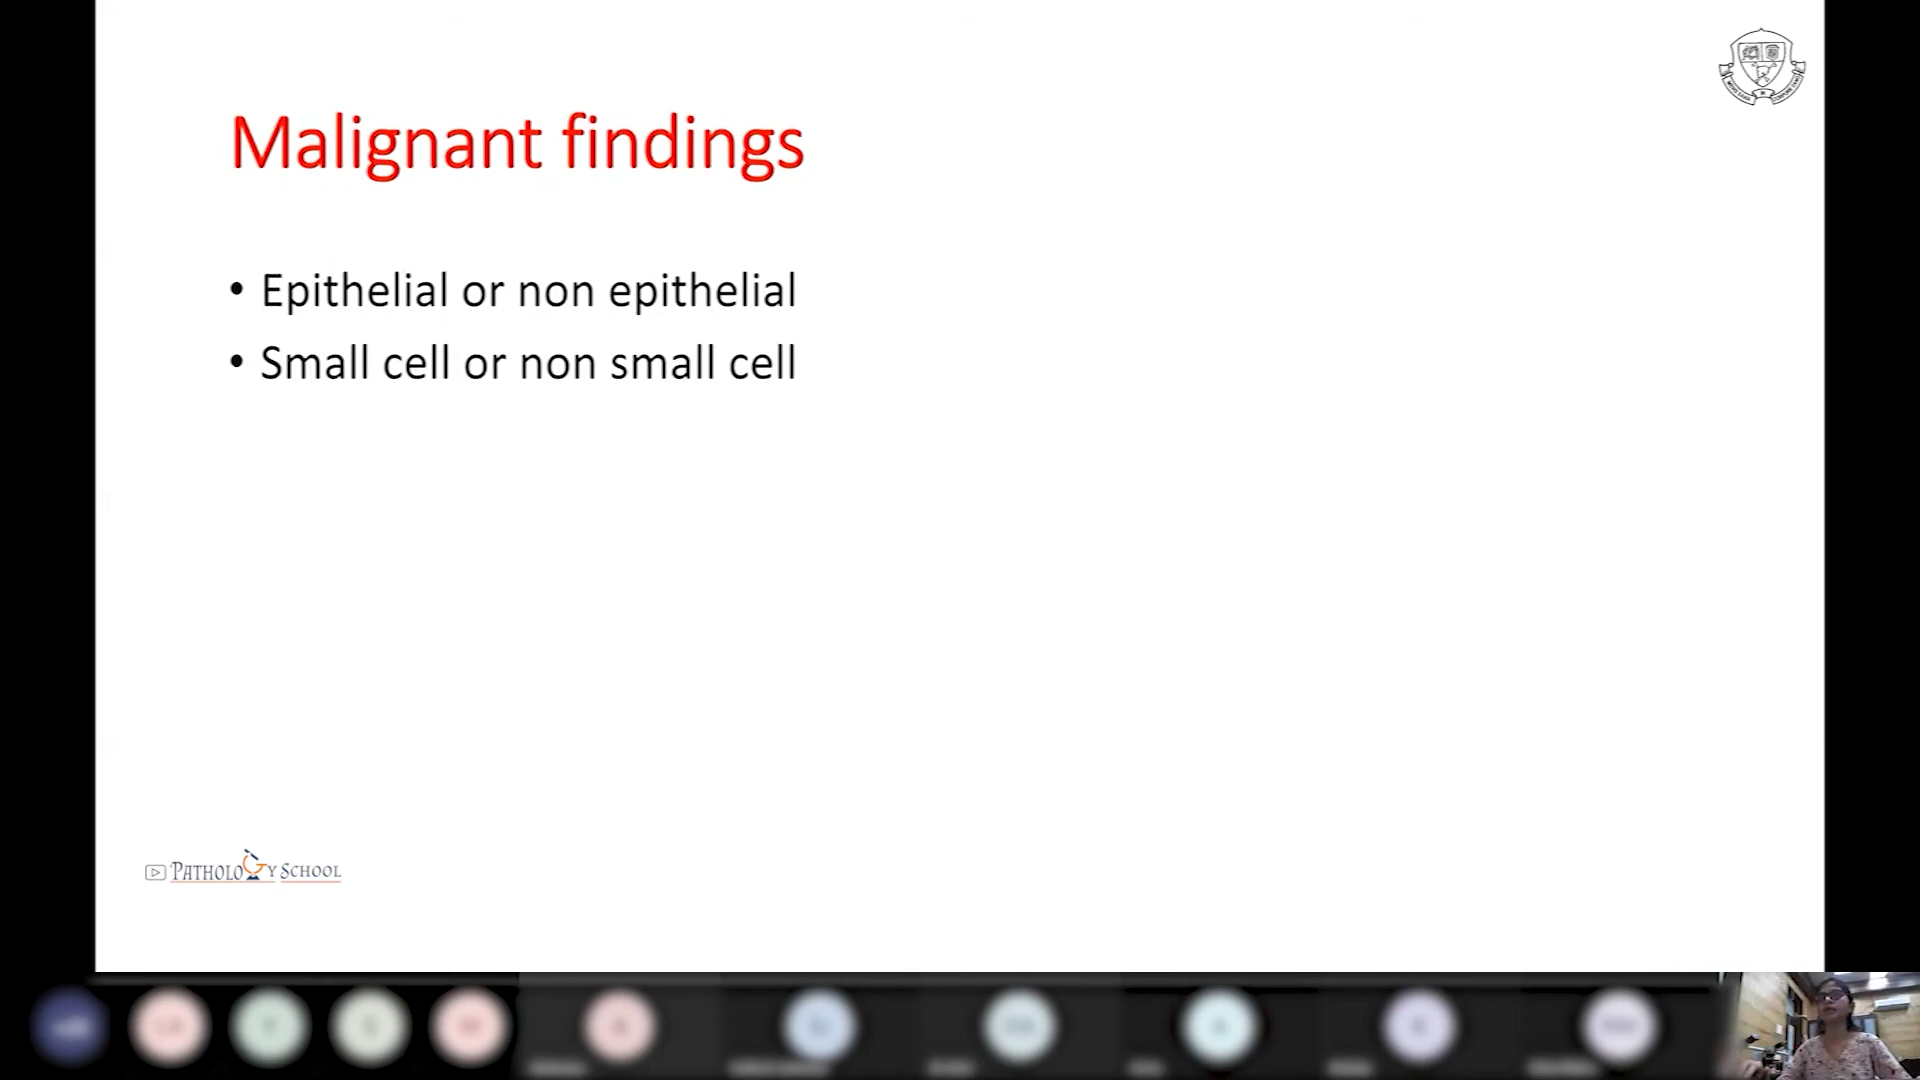 Malignant findings
• Epithelial or non epithelial
• Small cell or non small cell
PATHOLOGY SCHOOL